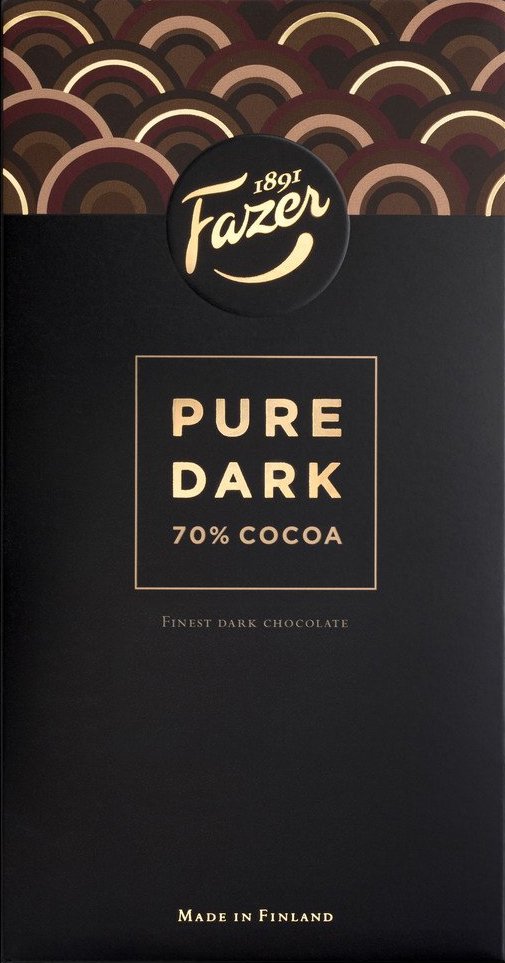 1891
Fazer
PURE
DARK
70% COCOA
FINEST DARK CHOCOLATE
MADE IN FINLAND